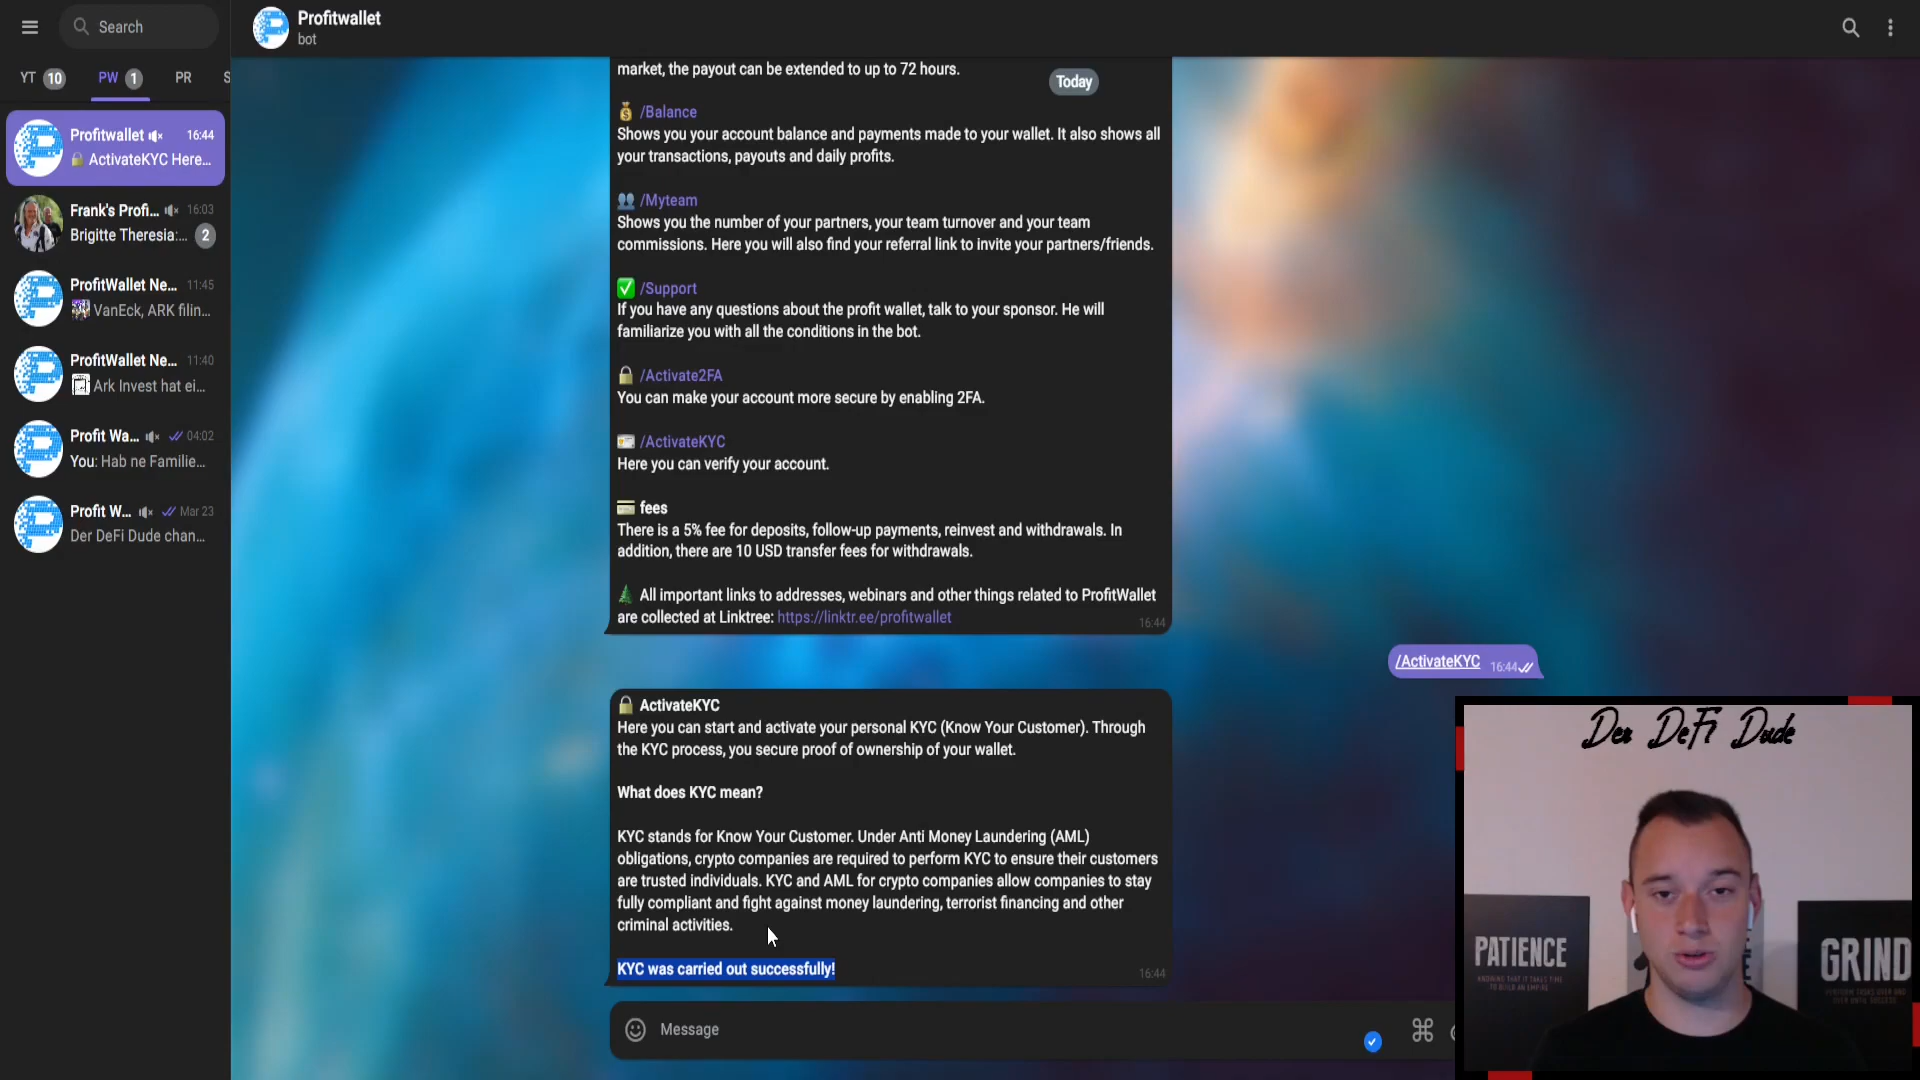 Search
YT 10 PW 1 PR S
Profitwallet 16:44
ActivateKYC Here...
Frank's Profi... 16:03
Brigitte Theresia:... 2
ProfitWallet Ne... 11:45
VanEck, ARK filin...
ProfitWallet Ne... 11:40
Ark Invest hat ei...
Profit Wa... 04:02
You: Hab ne Familie...
Profit W... Mar 23
Der DeFi Dude chan...
Profitwallet
bot
market, the payout can be extended to up to 72 hours.
Today
/Balance
Shows you your account balance and payments made to your wallet. It also shows all
your transactions, payouts and daily profits.
/Myteam
Shows you the number of your partners, your team turnover and your team
commissions. Here you will also find your referral link to invite your partners/friends.
/Support
If you have any questions about the profit wallet, talk to your sponsor. He will
familiarize you with all the conditions in the bot.
/Activate2FA
You can make your account more secure by enabling 2FA.
/ActivateKYC
Here you can verify your account.
fees
There is a 5% fee for deposits, follow-up payments, reinvest and withdrawals. In
addition, there are 10 USD transfer fees for withdrawals.
All important links to addresses, webinars and other things related to ProfitWallet
are collected at Linktree: https://linktr.ee/profitwallet
16:44
/ActivateKYC 16:44
ActivateKYC
Here you can start and activate your personal KYC (Know Your Customer). Through
the KYC process, you secure proof of ownership of your wallet.
What does KYC mean?
KYC stands for Know Your Customer. Under Anti Money Laundering (AML)
obligations, crypto companies are required to perform KYC to ensure their customers
are trusted individuals. KYC and AML for crypto companies allow companies to stay
fully compliant and fight against money laundering, terrorist financing and other
criminal activities.
KYC was carried out successfully!
16:44
Message
Der DeFi Dude
PATIENCE
KNOWING THAT IT TAKES TIME
TO BUILD AN EMPIRE
GRIND